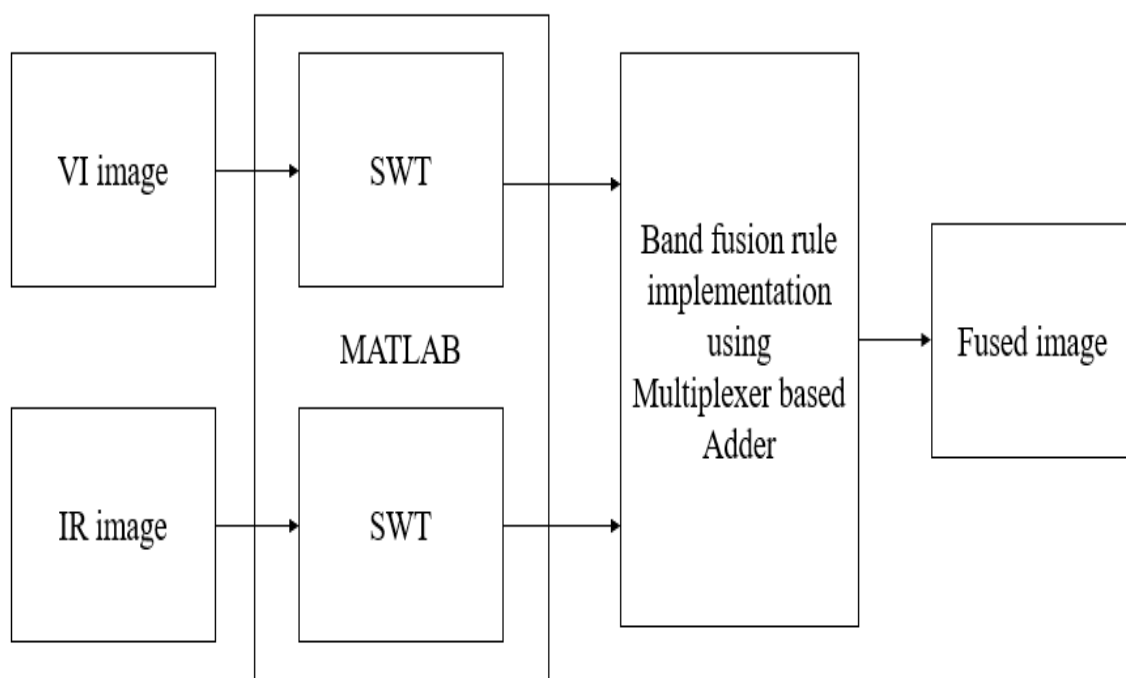 VI image
SWT
MATLAB
IR image
SWT
Band fusion rule
implementation
using
Multiplexer based
Adder
Fused image